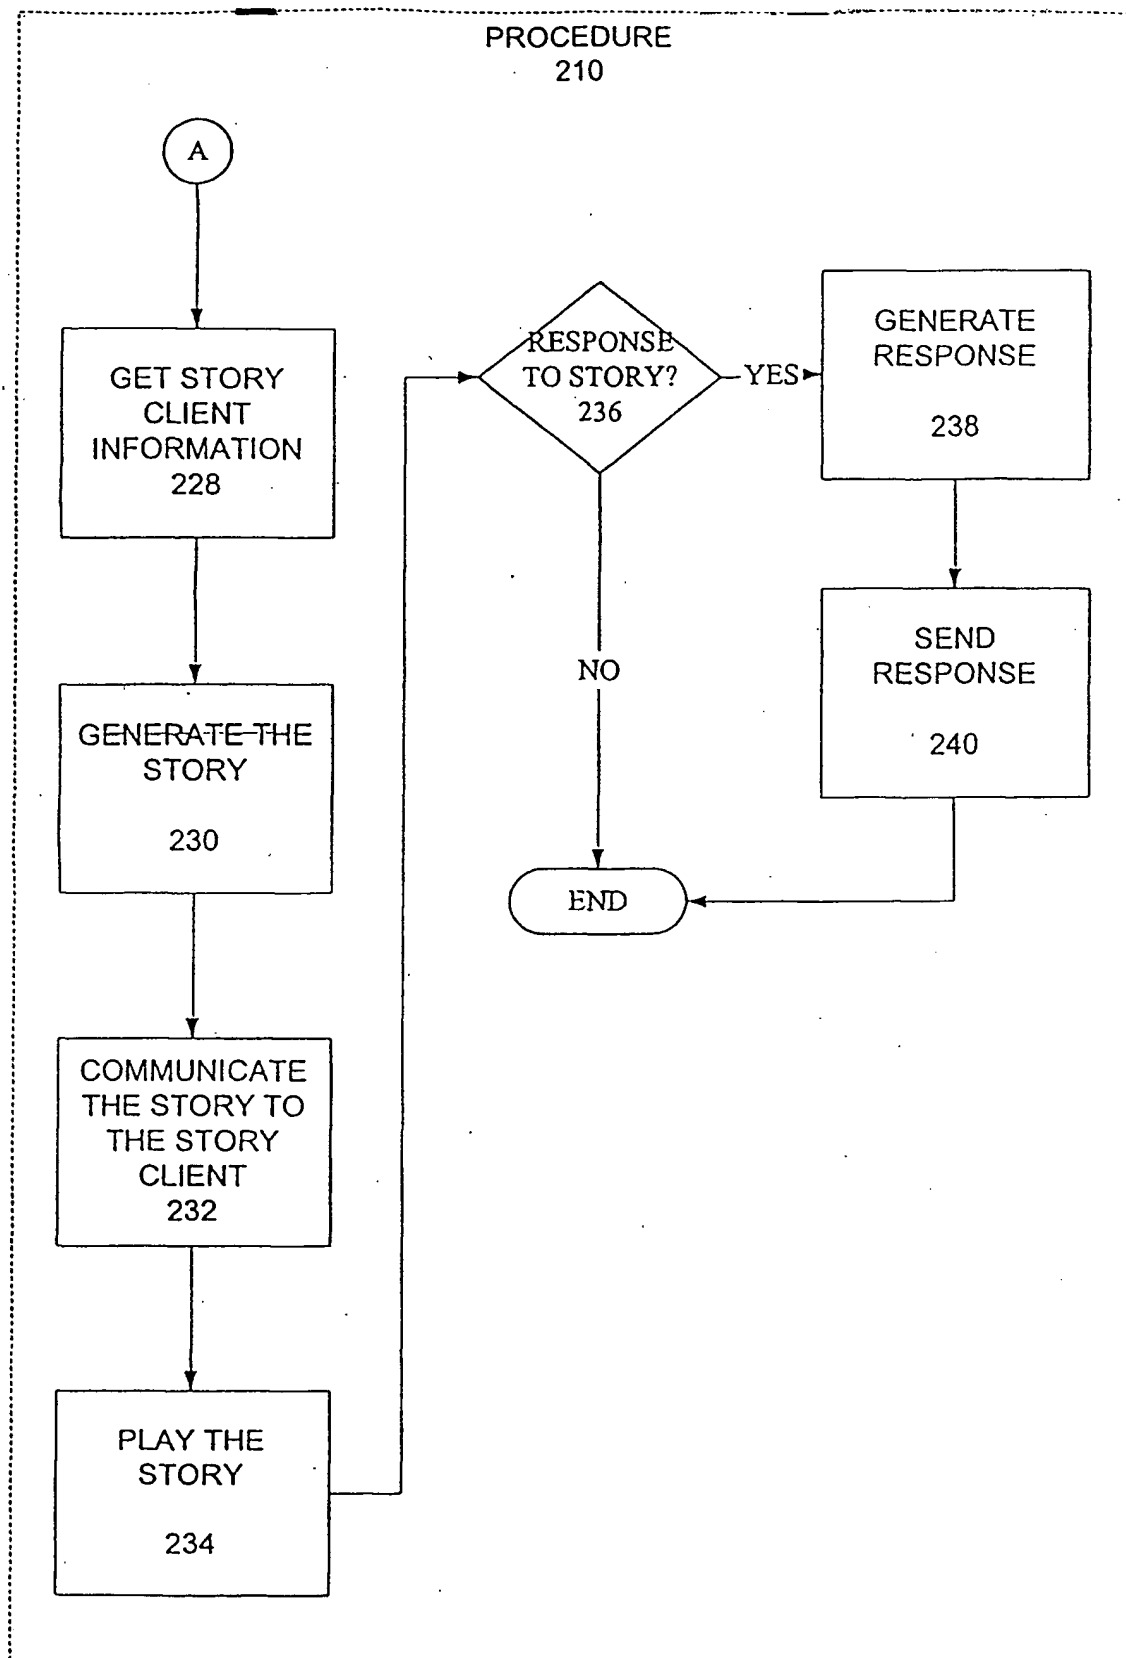 PROCEDURE
210
A
GET STORY
CLIENT
INFORMATION
228
GENERATE THE
STORY
230
COMMUNICATE
THE STORY TO
THE STORY
CLIENT
232
PLAY THE
STORY
234
RESPONSE
TO STORY?
236
YES
NO
GENERATE
RESPONSE
238
SEND
RESPONSE
240
END